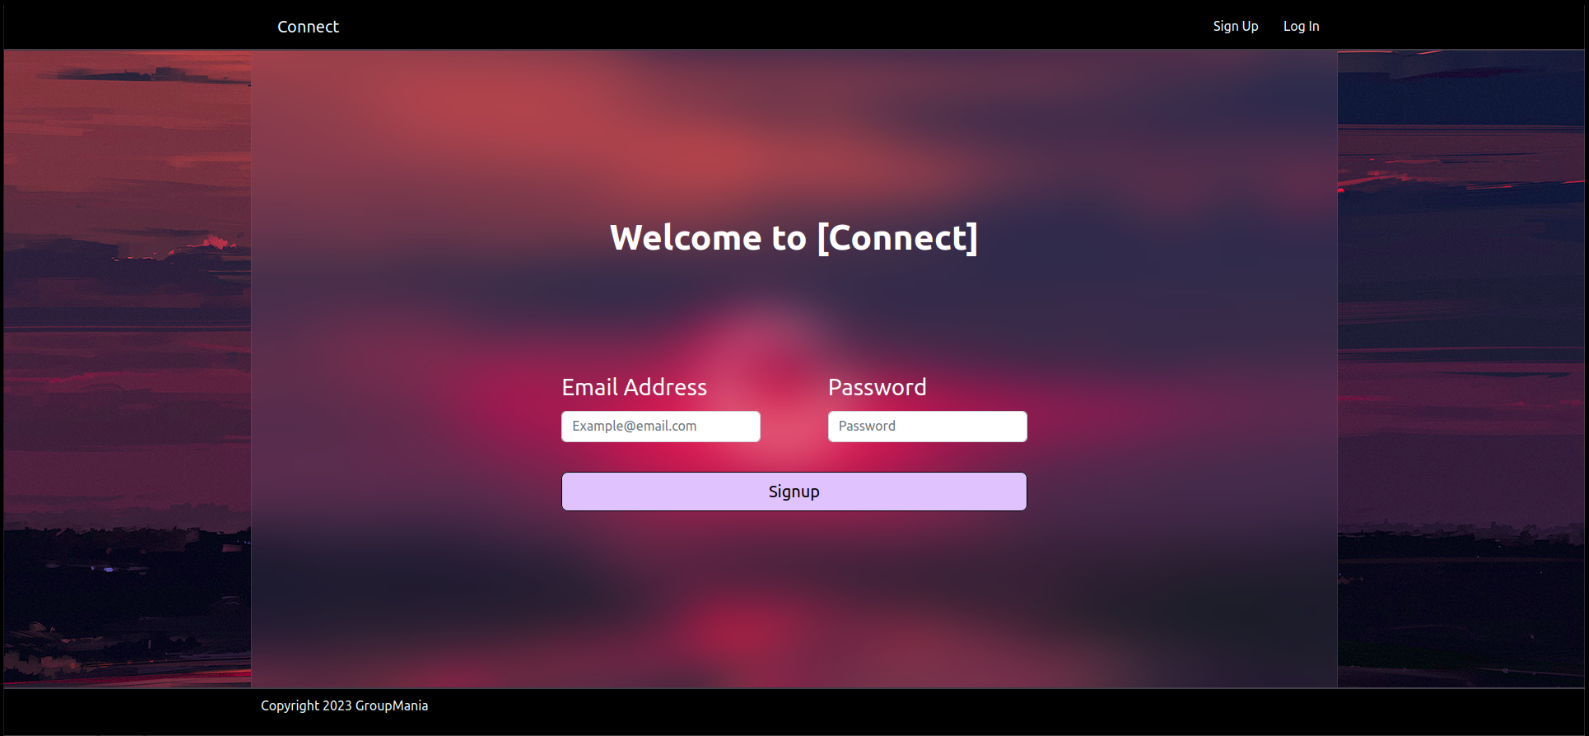 Connect
Sign Up Log In
Welcome to [Connect]
Email Address Password
Example@email.com Password
Signup
Copyright 2023 GroupMania